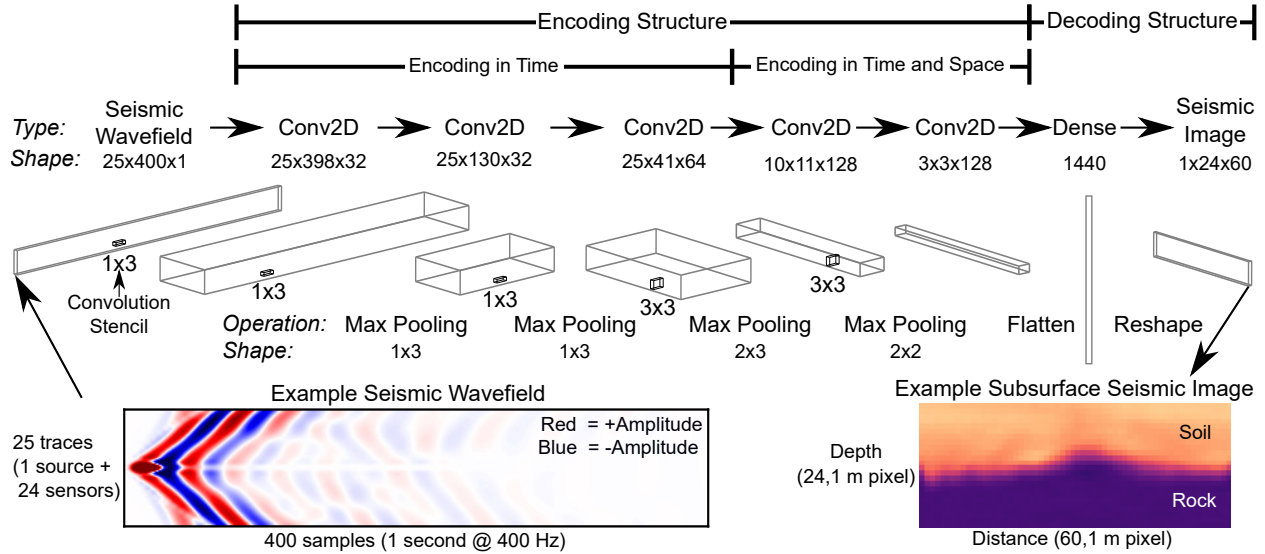 Encoding Structure
Decoding Structure
Encoding in Time
Encoding in Time and Space
Type:
Seismic
Wavefield
Conv2D
Conv2D
Conv2D
Conv2D
Conv2D
Dense
Seismic
Image
Shape:
25x400x1
25x398x32
25x130x32
25x41x64
10x11x128
3x3x128
1440
1x24x60
1x3
1x3
1x3
3x3
3x3
Convolution
Stencil
Operation:
Max Pooling
Max Pooling
Max Pooling
Max Pooling
Flatten
Reshape
Shape:
1x3
1x3
2x3
2x2
Example Seismic Wavefield
Red = +Amplitude
Blue = -Amplitude
25 traces
(1 source +
24 sensors)
400 samples (1 second @ 400 Hz)
Example Subsurface Seismic Image
Soil
Rock
Depth
(24,1 m pixel)
Distance (60,1 m pixel)